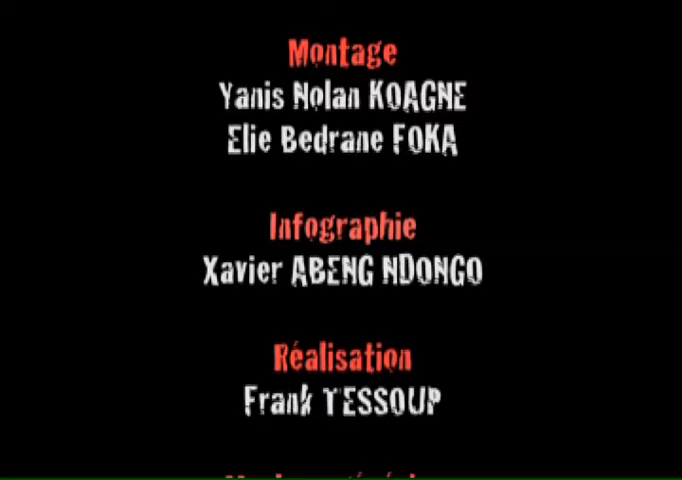 Montage
Yanis Nolan KOAGNE
Elie Bedrane FOKA
Infographie
Xavier ABENG NDONGO
Réalisation
Frank TESSOUP